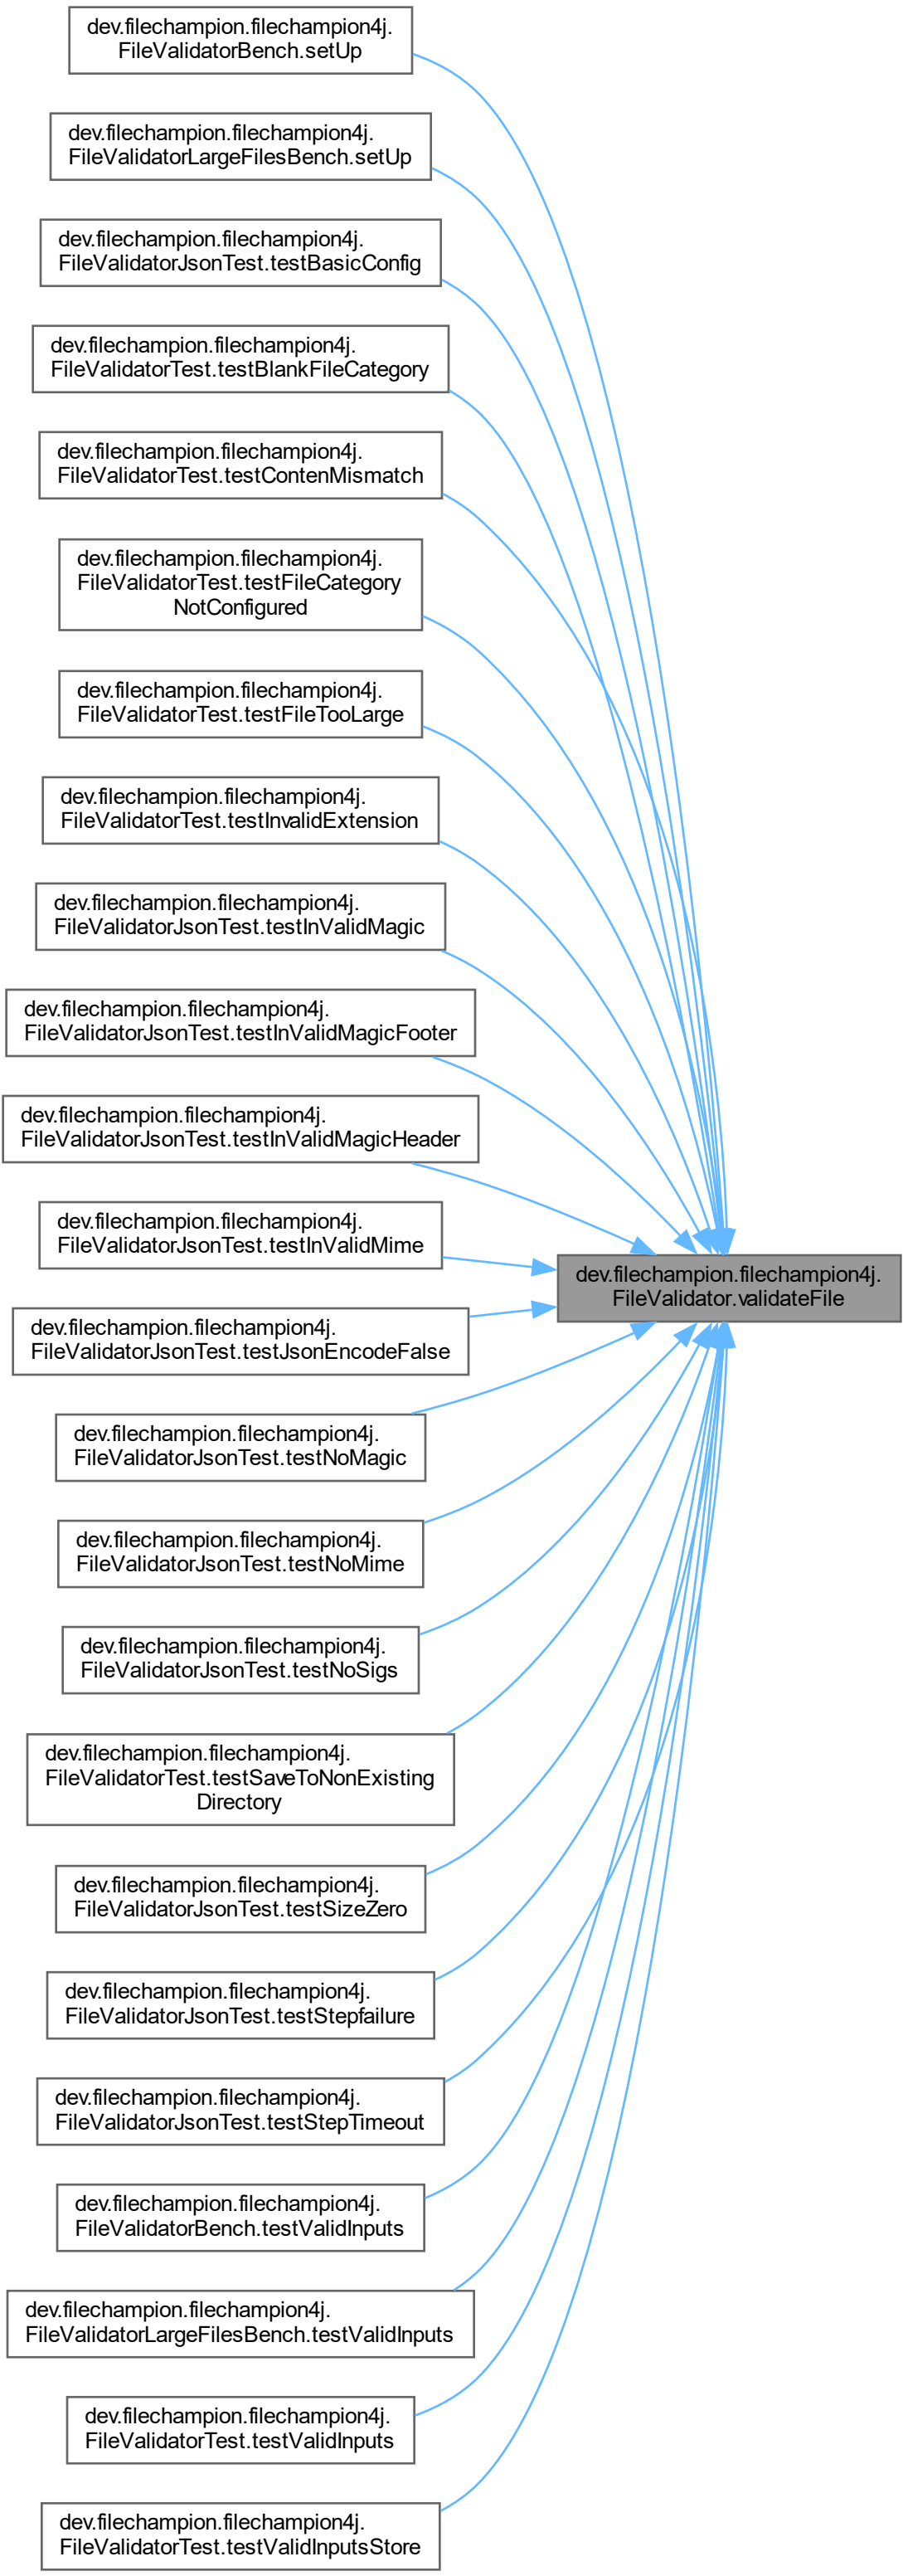 dev.filechampion.filechampion4j.
FileValidatorBench.setUp
dev.filechampion.filechampion4j.
FileValidatorLargeFilesBench.setUp
dev.filechampion.filechampion4j.
FileValidatorJsonTest.testBasicConfig
dev.filechampion.filechampion4j.
FileValidatorTest.testBlankFileCategory
dev.filechampion.filechampion4j.
FileValidatorTest.testContenMismatch
dev.filechampion.filechampion4j.
FileValidatorTest.testFileCategory
NotConfigured
dev.filechampion.filechampion4j.
FileValidatorTest.testFileTooLarge
dev.filechampion.filechampion4j.
FileValidatorTest.testInvalidExtension
dev.filechampion.filechampion4j.
FileValidatorJsonTest.testInValidMagic
dev.filechampion.filechampion4j.
FileValidatorJsonTest.testInValidMagicFooter
dev.filechampion.filechampion4j.
FileValidatorJsonTest.testInValidMagicHeader
dev.filechampion.filechampion4j.
FileValidatorJsonTest.testInValidMime
dev.filechampion.filechampion4j.
FileValidator.validateFile
dev.filechampion.filechampion4j.
FileValidatorJsonTest.testJsonEncodeFalse
dev.filechampion.filechampion4j.
FileValidatorJsonTest.testNoMagic
dev.filechampion.filechampion4j.
FileValidatorJsonTest.testNoMime
dev.filechampion.filechampion4j.
FileValidatorJsonTest.testNoSigs
dev.filechampion.filechampion4j.
FileValidatorTest.testSaveToNonExisting
Directory
dev.filechampion.filechampion4j.
FileValidatorJsonTest.testSizeZero
dev.filechampion.filechampion4j.
FileValidatorJsonTest.testStepfailure
dev.filechampion.filechampion4j.
FileValidatorJsonTest.testStepTimeout
dev.filechampion.filechampion4j.
FileValidatorBench.testValidInputs
dev.filechampion.filechampion4j.
FileValidatorLargeFilesBench.testValidInputs
dev.filechampion.filechampion4j.
FileValidatorTest.testValidInputs
dev.filechampion.filechampion4j.
FileValidatorTest.testValidInputsStore